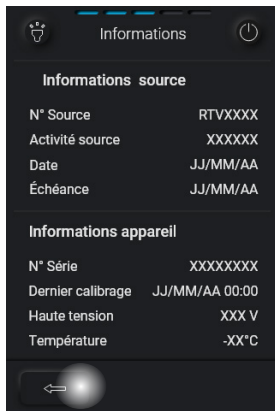 Informations
Informations source
N° Source RTVXXXX
Activité source XXXXXX
Date JJ/MM/AA
Échéance JJ/MM/AA
Informations appareil
N° Série XXXXXXXX
Dernier calibrage JJ/MM/AA 00:00
Haute tension XXX V
Température -XX°C